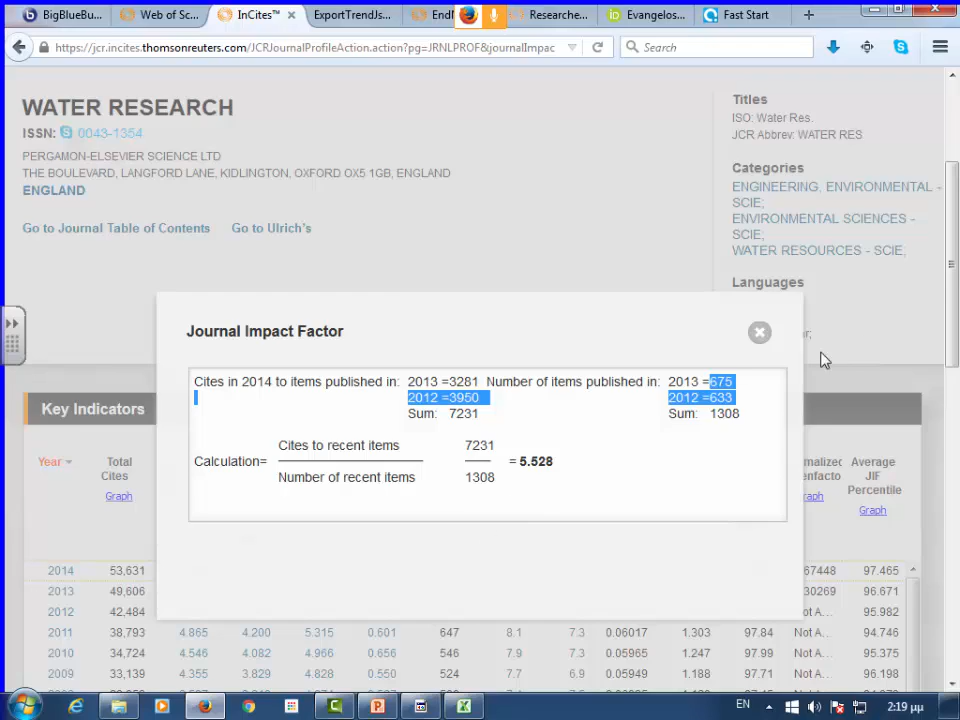 BigBlueBu...
Web of Sc...
InCites™
ExportTrendJs...
Endl
Researche...
Evangelos...
Fast Start
https://jcr.incites.thomsonreuters.com/JCRJournalProfileAction.action?pg=JRNLPROF&journalImpac
Search
WATER RESEARCH
ISSN: 0043-1354
PERGAMON-ELSEVIER SCIENCE LTD
THE BOULEVARD, LANGFORD LANE, KIDLINGTON, OXFORD OX5 1GB, ENGLAND
ENGLAND
Go to Journal Table of Contents Go to Ulrich's
Titles
ISO: Water Res.
JCR Abbrev: WATER RES
Categories
ENGINEERING, ENVIRONMENTAL -
SCIE;
ENVIRONMENTAL SCIENCES -
SCIE;
WATER RESOURCES - SCIE;
Languages
Journal Impact Factor
Cites in 2014 to items published in: 2013 =3281 Number of items published in: 2013 =675
2012 =3950 2012 =633
Sum: 7231 Sum: 1308
Cites to recent items 7231
Calculation= = 5.528
Number of recent items 1308
Key Indicators
Year Total Cites Graph
malized
enfacto
raph
Average
JIF
Percentile
Graph
2014 53,631 67448 97.465
2013 49,606 30269 96.671
2012 42,484 Not A... 95.982
2011 38,793 4.865 4.200 5.315 0.601 647 8.1 7.3 0.06017 1.303 97.84 Not A... 94.746
2010 34,724 4.546 4.082 4.966 0.656 546 7.9 7.3 0.05965 1.247 97.99 Not A... 95.375
2009 33,139 4.355 3.829 4.828 0.550 524 7.7 6.9 0.05949 1.188 97.71 Not A... 96.198
EN
2:19 μμ